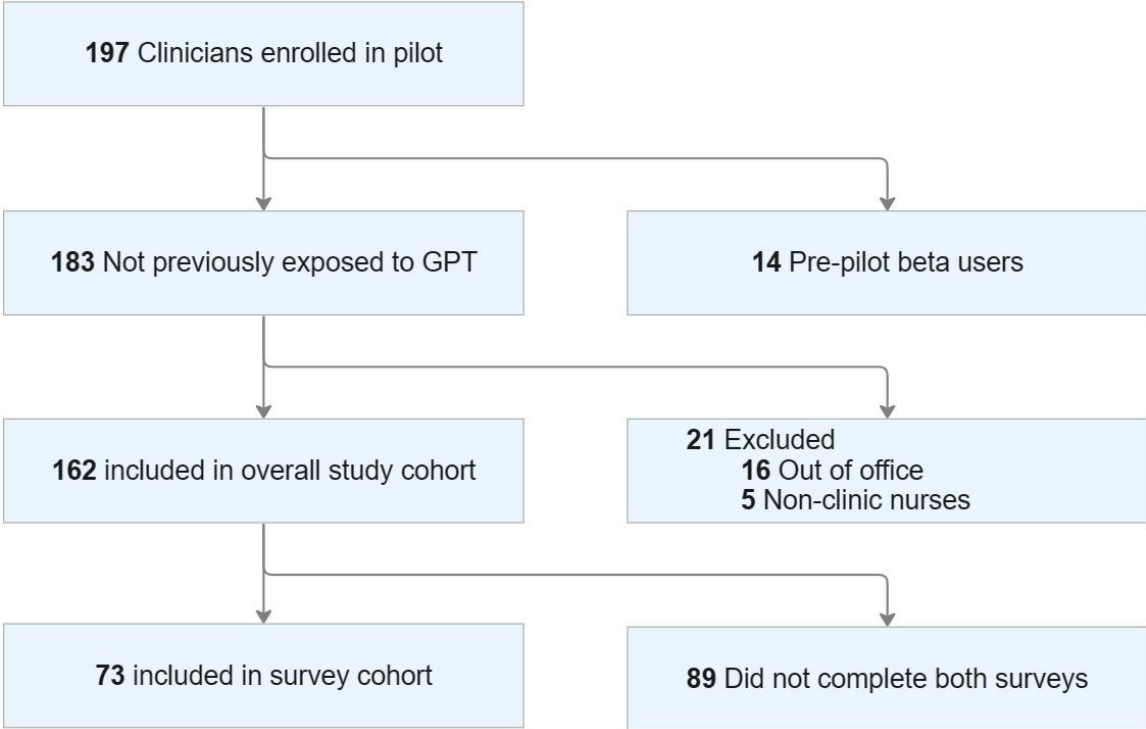 197 Clinicians enrolled in pilot
183 Not previously exposed to GPT
14 Pre-pilot beta users
162 included in overall study cohort
21 Excluded
16 Out of office
5 Non-clinic nurses
73 included in survey cohort
89 Did not complete both surveys